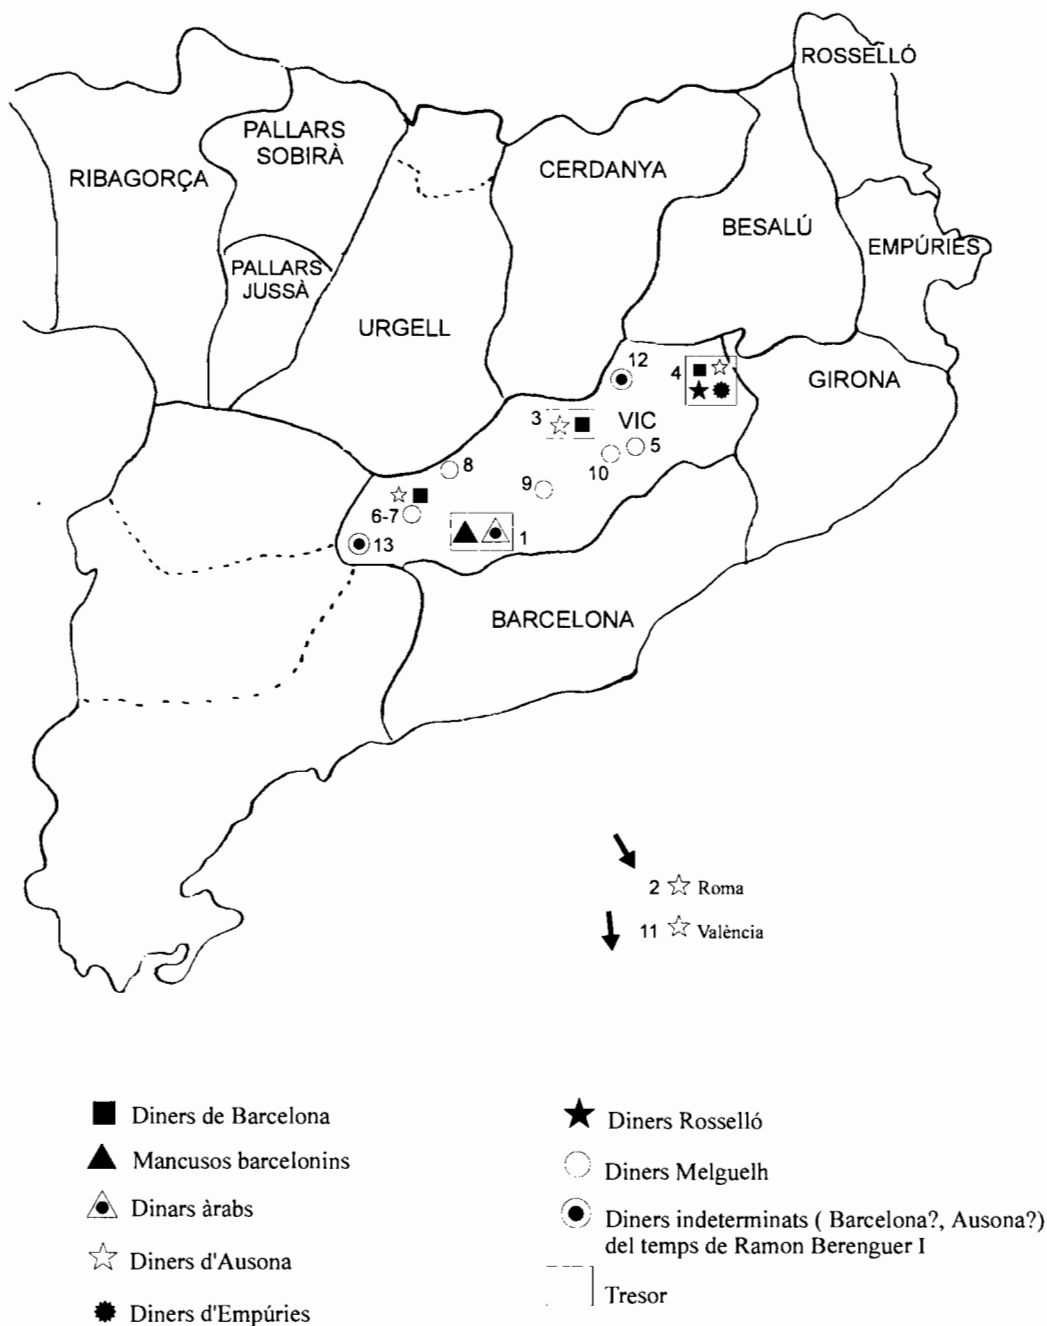 ROSSELLÓ
PALLARS
SOBIRÀ
RIBAGORÇA
CERDANYA
BESALÚ
EMPÚRIES
PALLARS
JUSSÀ
URGELL
12
4
GIRONA
3
VIC
5
8
10
9
6-7
13
1
BARCELONA
2 Roma
11 València
Diners de Barcelona
Mancusos barcelonins
Dinars àrabs
Diners d'Ausona
Diners d'Empúries
Diners Rosselló
Diners Melguelh
Diners indeterminats ( Barcelona?, Ausona?)
del temps de Ramon Berenguer I
Tresor